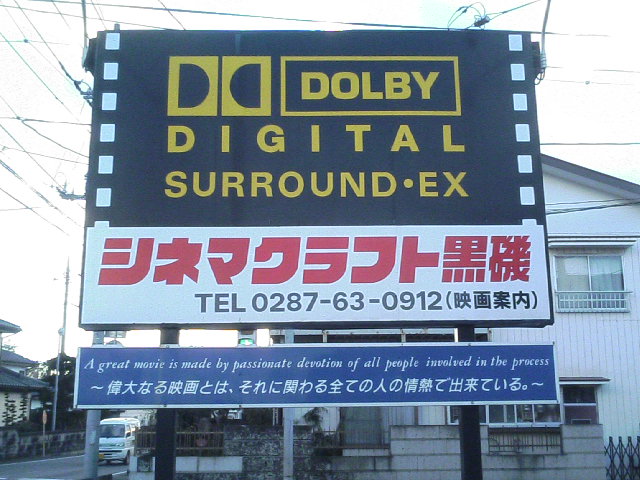 DOLBY
DIGITAL
SURROUND・EX
シネマクラフト黒磯
TEL 0287-63-0912(映画案内)
A great movie is made by passionate devotion of all people involved in the process
～偉大なる映画とは、それに関わる全ての人の情熱で出来ている。～